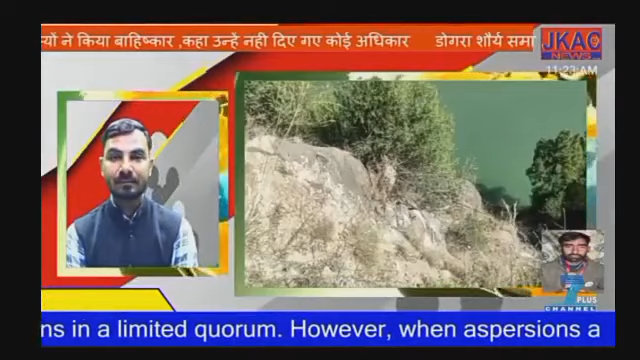 यों ने किया बाहिष्कार ,कहा उन्हें नही दिए गए कोई अधिकार डोगरा शौर्य समा
JKAC
NEWS
11:23:AM
PLUS
CHANNEL
ns in a limited quorum. However, when aspersions a